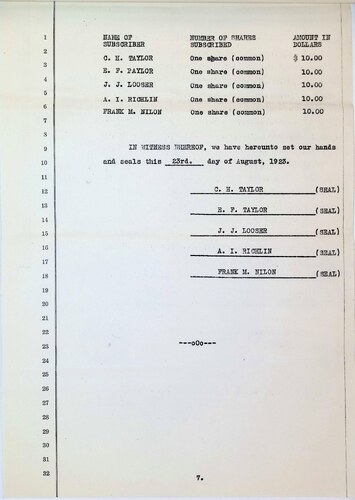 NAME OF SUBSCRIBER NUMBER OF SHARES SUBSCRIBED AMOUNT IN DOLLARS
C. H. TAYLOR One share (common) $ 10.00
E. F. TAYLOR One share (common) 10.00
J. J. LOOSER One share (common) 10.00
A. I. RICHLIN One share (common) 10.00
FRANK M. NILON One share (common) 10.00
IN WITNESS WHEREOF, we have hereunto set our hands
and seals this 23rd. day of August, 1923.
C. H. TAYLOR (SEAL)
E. F. TAYLOR (SEAL)
J. J. LOOSER (SEAL)
A. I. RICHLIN (SEAL)
FRANK M. NILON (SEAL)
---oOo---
7.
1
2
3
4
5
6
7
8
9
10
11
12
13
14
15
16
17
18
19
20
21
22
23
24
25
26
27
28
29
30
31
32